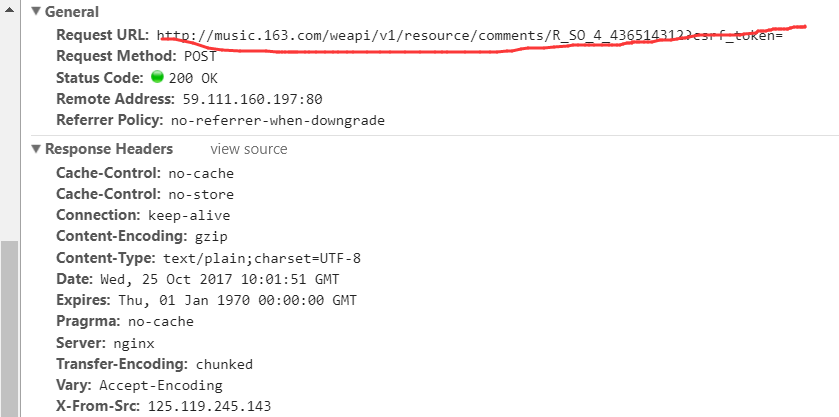 General
Request URL: http://music.163.com/weapi/v1/resource/comments/R_SO_4_436514312?csrf_token=
Request Method: POST
Status Code: 200 OK
Remote Address: 59.111.160.197:80
Referrer Policy: no-referrer-when-downgrade
Response Headers view source
Cache-Control: no-cache
Cache-Control: no-store
Connection: keep-alive
Content-Encoding: gzip
Content-Type: text/plain;charset=UTF-8
Date: Wed, 25 Oct 2017 10:01:51 GMT
Expires: Thu, 01 Jan 1970 00:00:00 GMT
Pragrma: no-cache
Server: nginx
Transfer-Encoding: chunked
Vary: Accept-Encoding
X-From-Src: 125.119.245.143